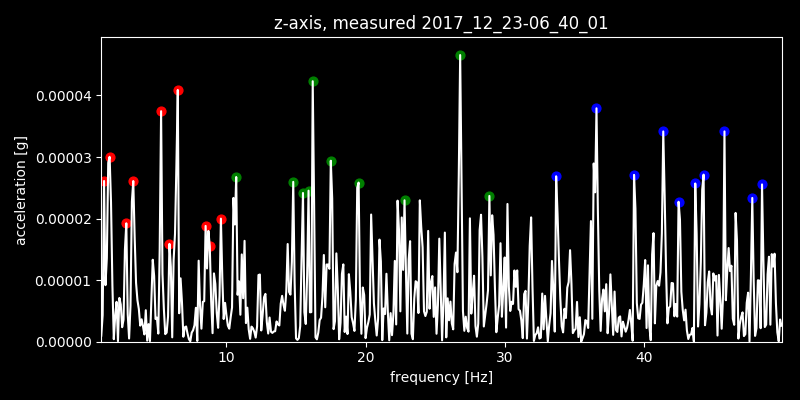 z-axis, measured 2017_12_23-06_40_01
acceleration [g]
0.00004
0.00003
0.00002
0.00001
0.00000
10 20 30 40
frequency [Hz]